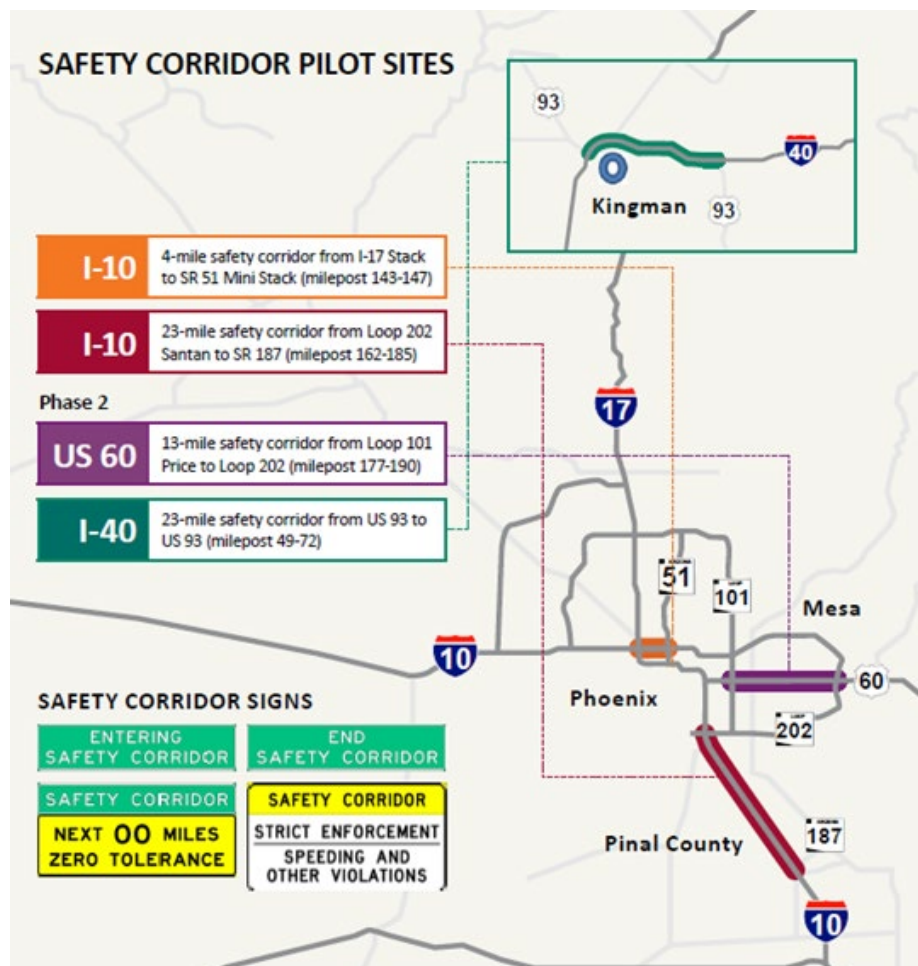 SAFETY CORRIDOR PILOT SITES
93
40
Kingman
93
I-10
4-mile safety corridor from I-17 Stack
to SR 51 Mini Stack (milepost 143-147)
I-10
23-mile safety corridor from Loop 202
Santan to SR 187 (milepost 162-185)
Phase 2
US 60
13-mile safety corridor from Loop 101
Price to Loop 202 (milepost 177-190)
I-40
23-mile safety corridor from US 93 to
US 93 (milepost 49-72)
17
51
LOOP
101
Mesa
10
Phoenix
60
LOOP
202
SAFETY CORRIDOR SIGNS
ENTERING
SAFETY CORRIDOR
END
SAFETY CORRIDOR
SAFETY CORRIDOR
NEXT 00 MILES
ZERO TOLERANCE
SAFETY CORRIDOR
STRICT ENFORCEMENT
SPEEDING AND
OTHER VIOLATIONS
Pinal County
187
10